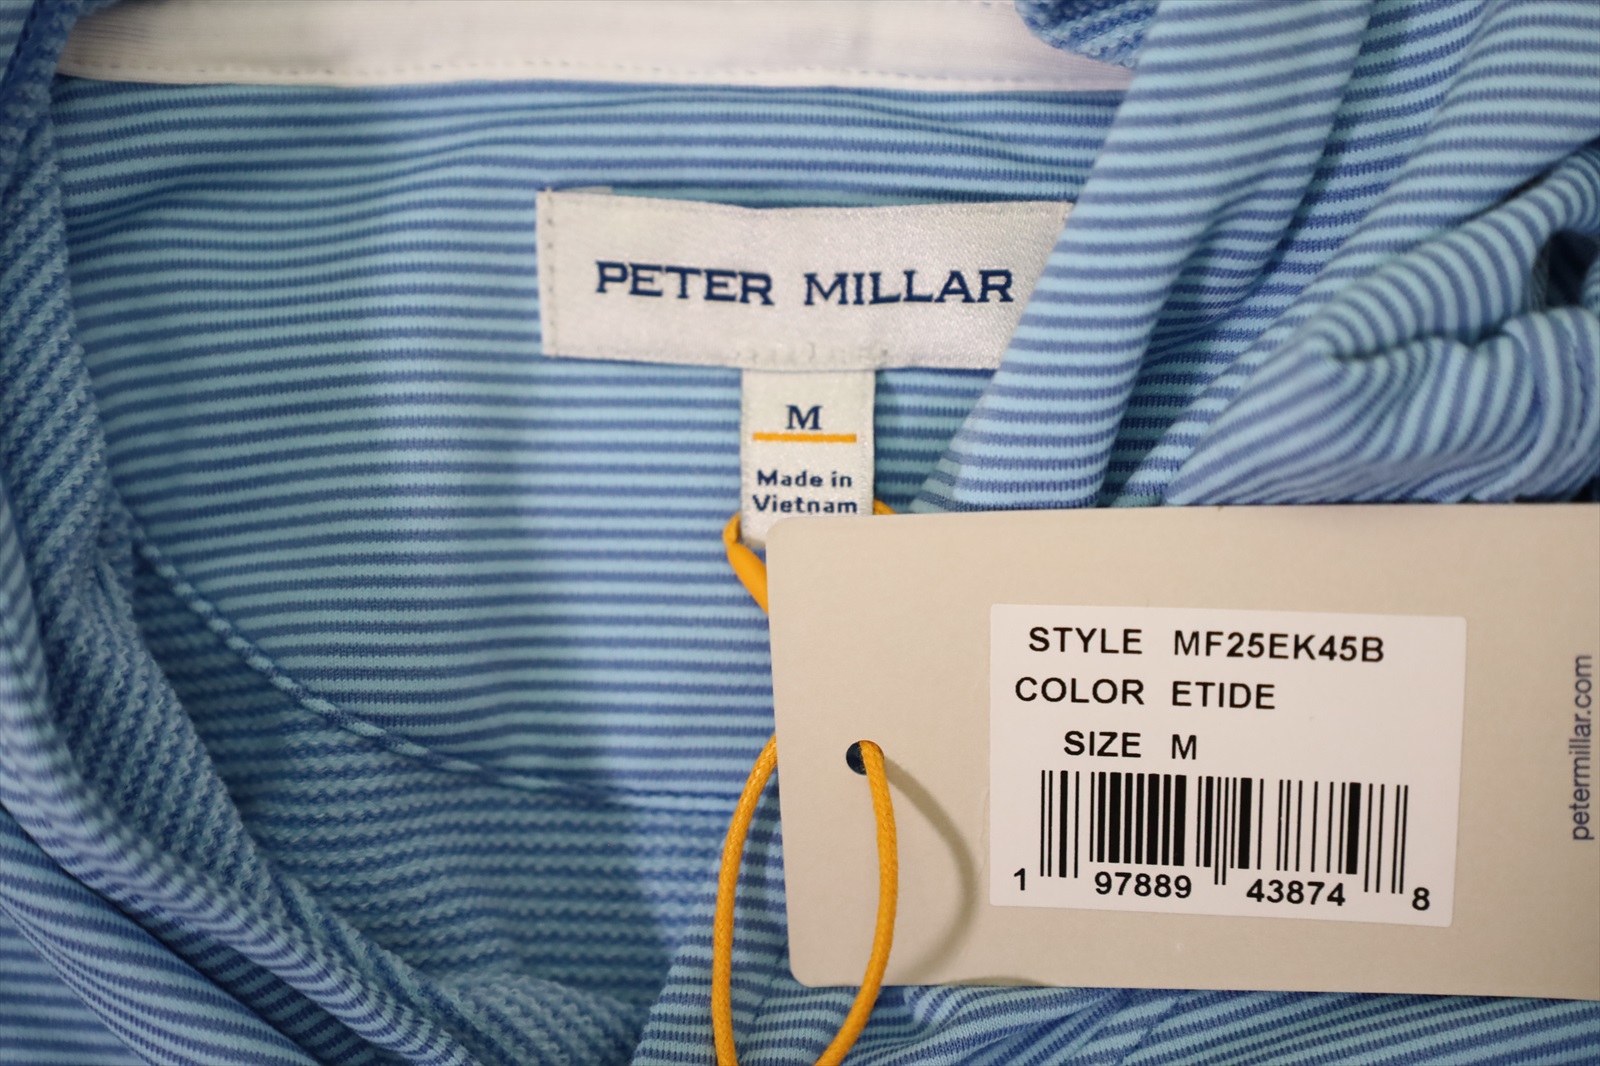 PETER MILLAR
M
Made in
Vietnam
STYLE MF25EK45B
COLOR ETIDE
SIZE M
1 97889 43874 8
petermillar.com